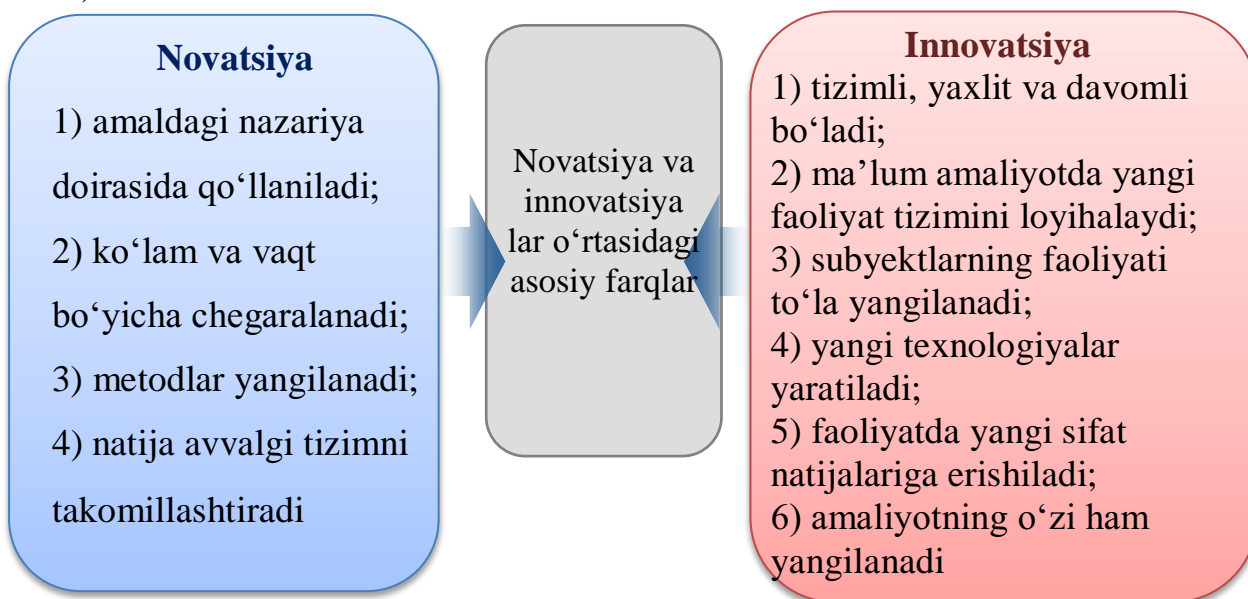 Novatsiya
1) amaldagi nazariya
doirasida qo‘llaniladi;
2) ko‘lam va vaqt
bo‘yicha chegaralanadi;
3) metodlar yangilanadi;
4) natija avvalgi tizimni
takomillashtiradi
Novatsiya va
innovatsiya
lar o‘rtasidagi
asosiy farqlar
Innovatsiya
1) tizimli, yaxlit va davomli
bo‘ladi;
2) ma’lum amaliyotda yangi
faoliyat tizimini loyihalaydi;
3) subyektlarning faoliyati
to‘la yangilanadi;
4) yangi texnologiyalar
yaratiladi;
5) faoliyatda yangi sifat
natijalariga erishiladi;
6) amaliyotning o‘zi ham
yangilanadi